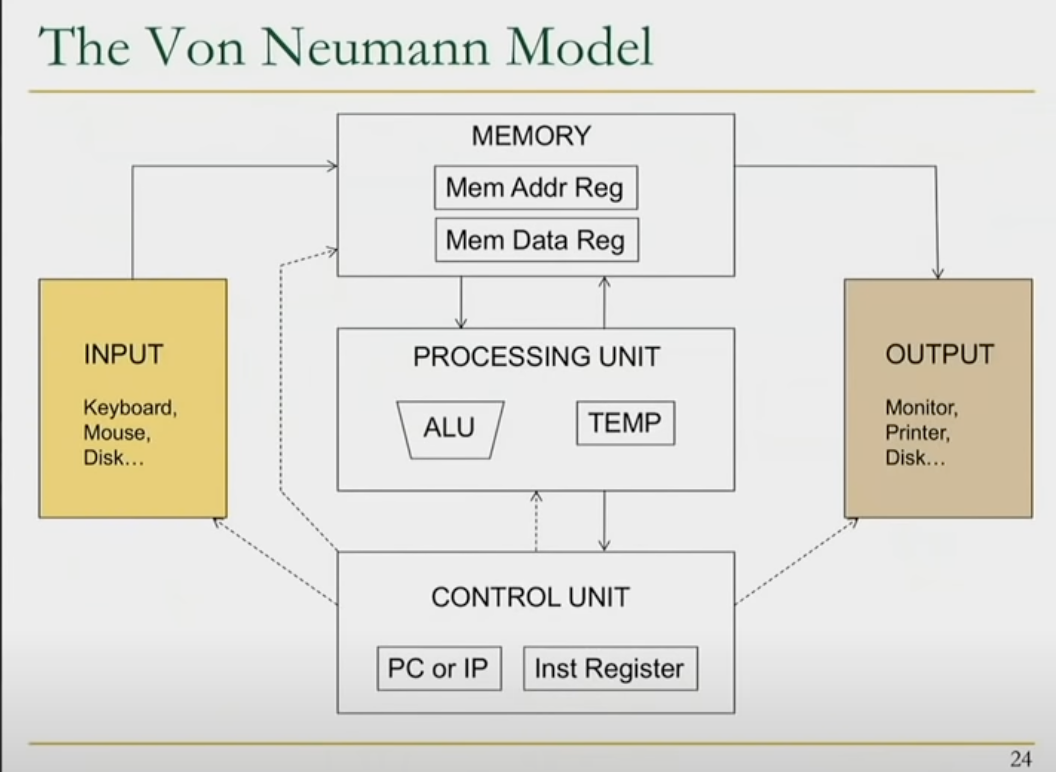 The Von Neumann Model
MEMORY
Mem Addr Reg
Mem Data Reg
INPUT
Keyboard,
Mouse,
Disk...
PROCESSING UNIT
ALU
TEMP
OUTPUT
Monitor,
Printer,
Disk...
CONTROL UNIT
PC or IP
Inst Register
24